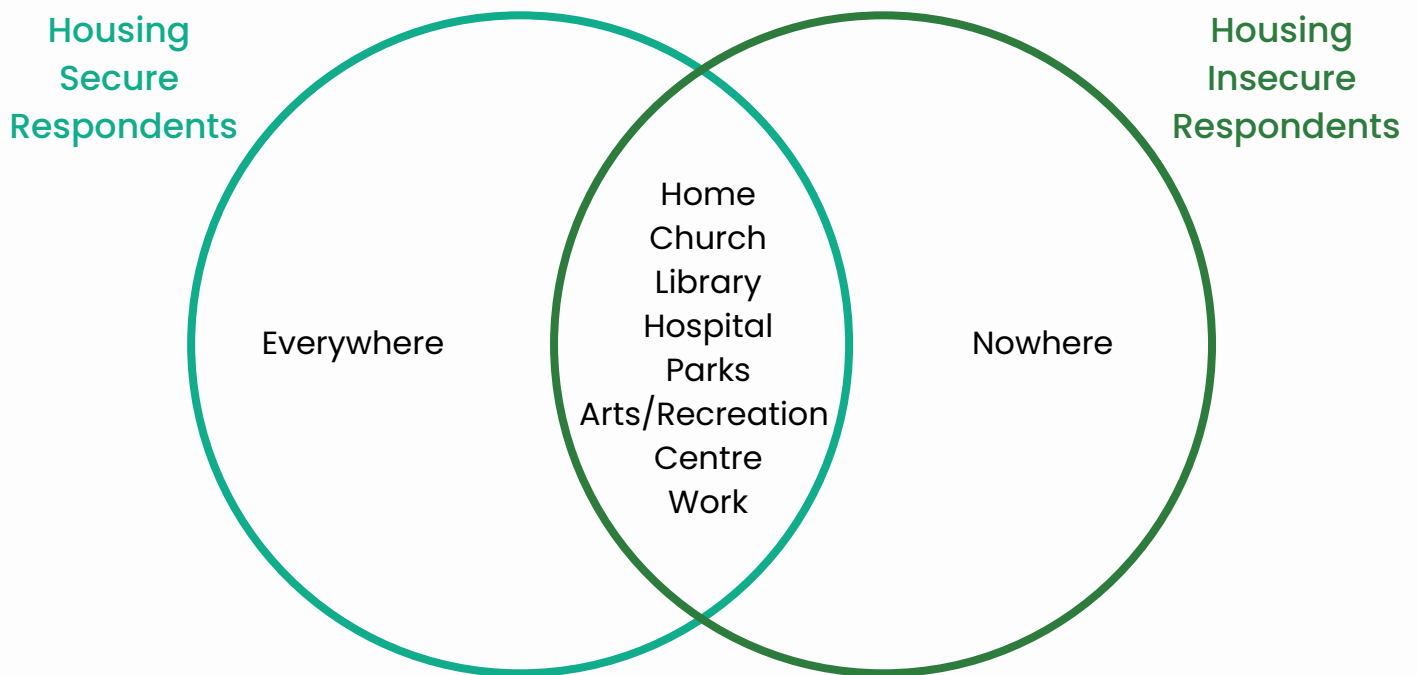 Housing
Secure
Respondents
Housing
Insecure
Respondents
Home
Church
Library
Hospital
Parks
Arts/Recreation
Centre
Work
Everywhere
Nowhere